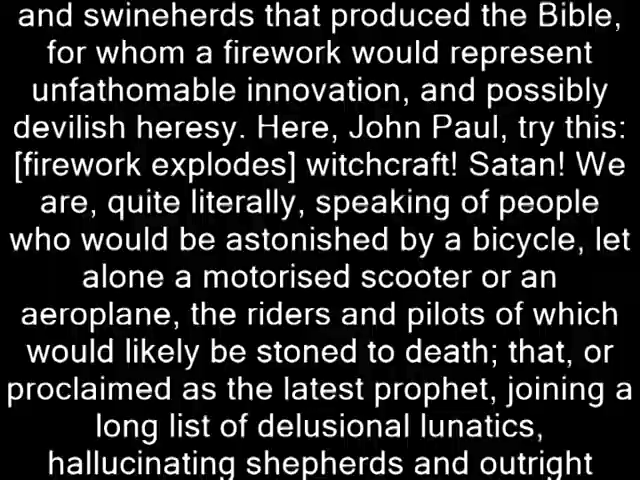 and swineherds that produced the Bible,
for whom a firework would represent
unfathomable innovation, and possibly
devilish heresy. Here, John Paul, try this:
[firework explodes] witchcraft! Satan! We
are, quite literally, speaking of people
who would be astonished by a bicycle, let
alone a motorised scooter or an
aeroplane, the riders and pilots of which
would likely be stoned to death; that, or
proclaimed as the latest prophet, joining a
long list of delusional lunatics,
hallucinating shepherds and outright